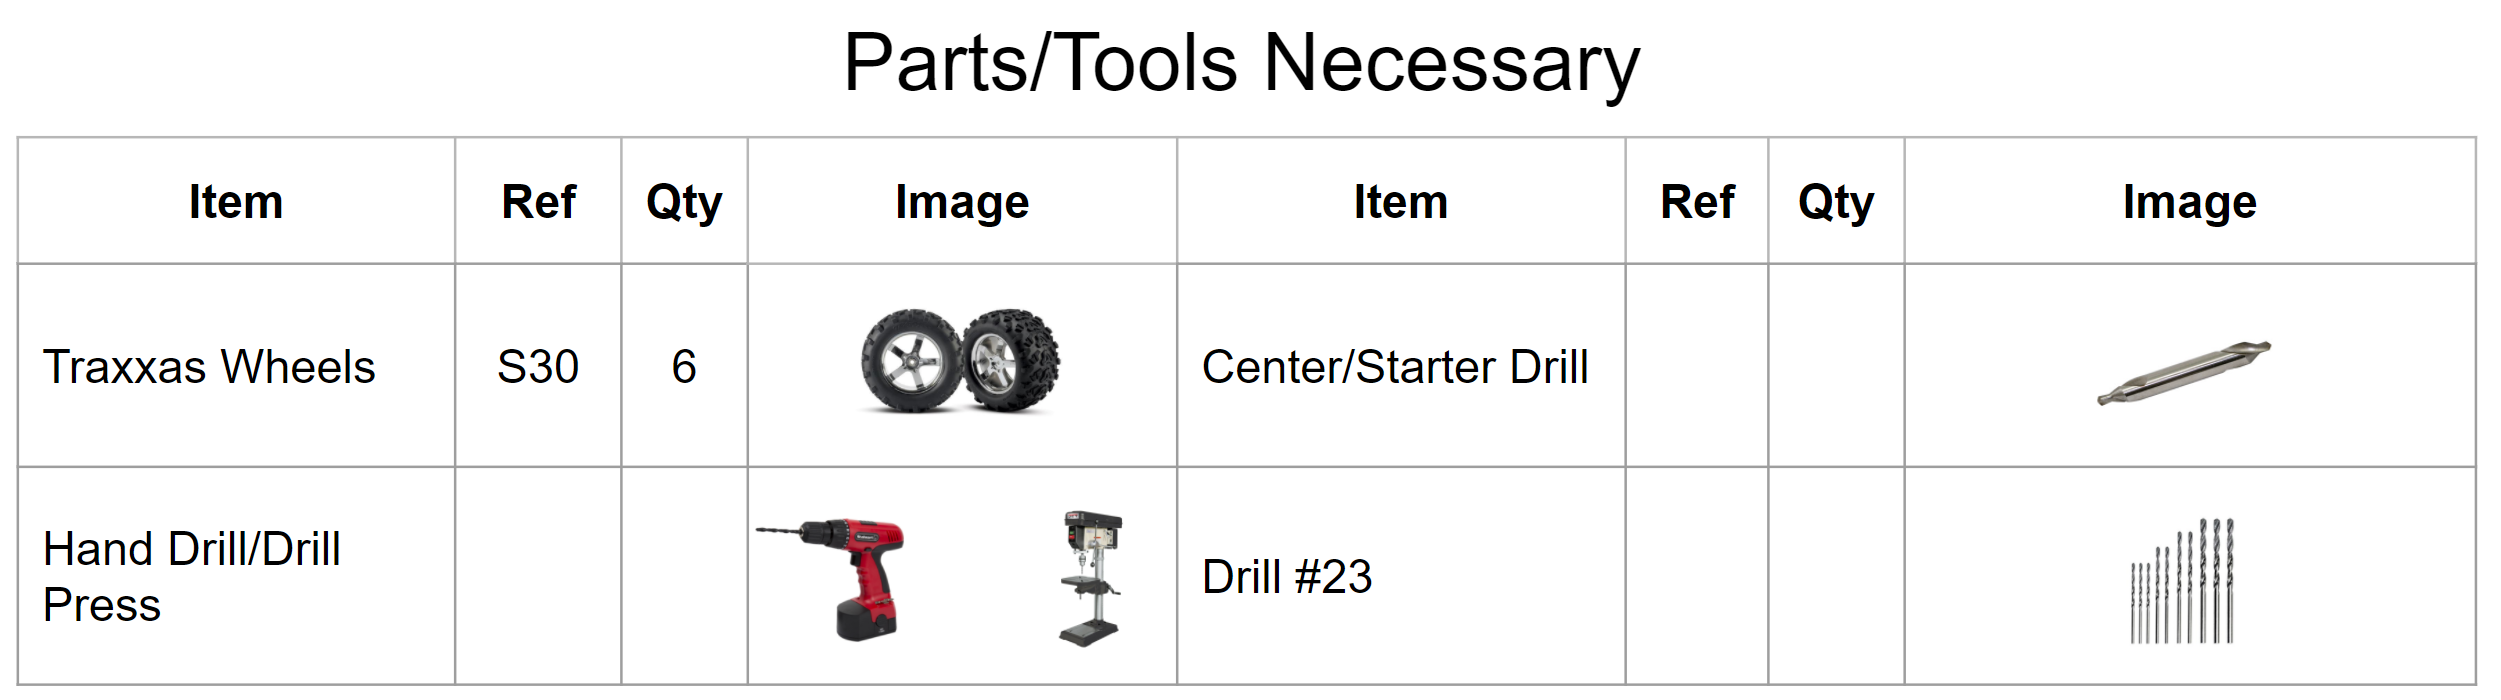 Parts/Tools Necessary
Item Ref Qty Image Item Ref Qty Image
Traxxas Wheels S30 6 Center/Starter Drill
Hand Drill/Drill
Press
Drill #23